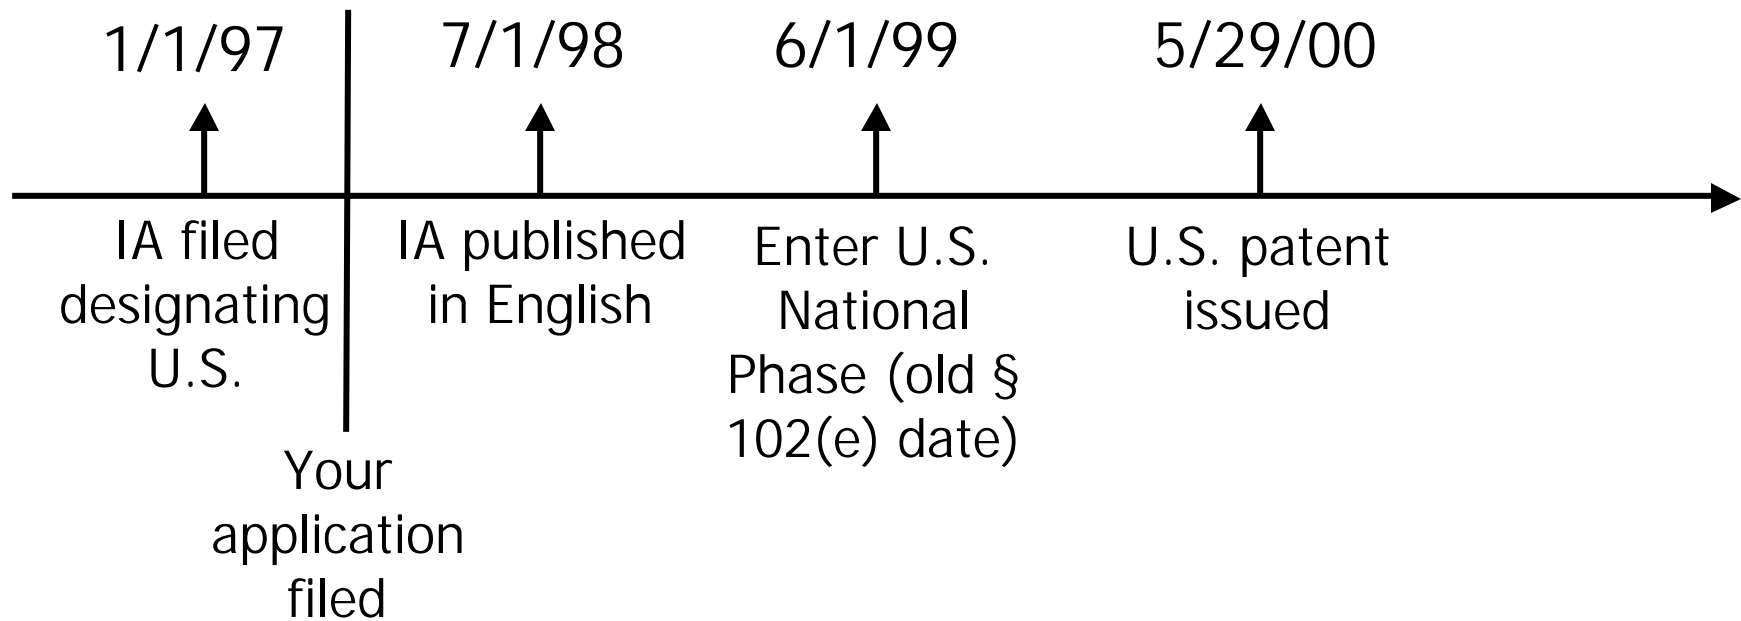 1/1/97
7/1/98
6/1/99
5/29/00
IA filed
designating
U.S.
IA published
in English
Enter U.S.
National
Phase (old §
102(e) date)
U.S. patent
issued
Your
application
filed